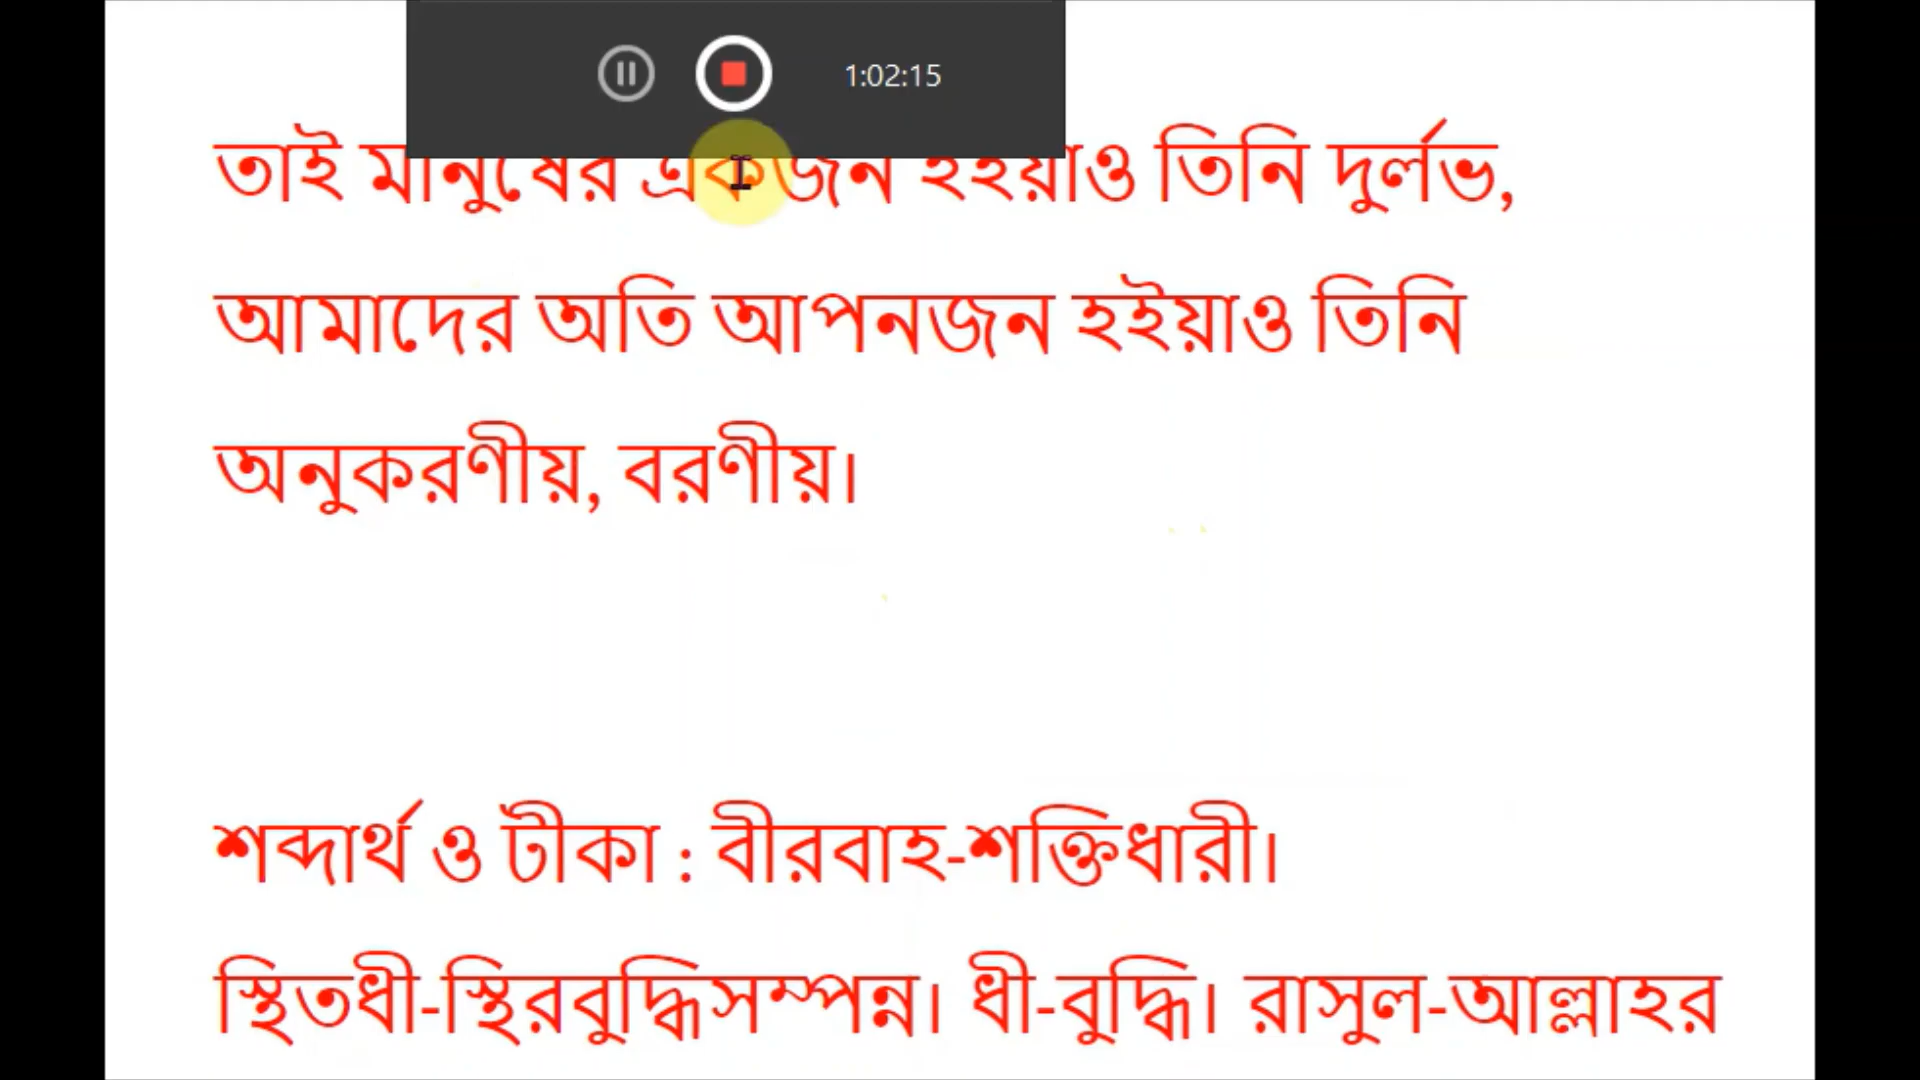 1:02:15
তাই মানুষের একজন হইয়াও তিনি দুর্লভ,
আমাদের অতি আপনজন হইয়াও তিনি
অনুকরণীয়, বরণীয়।
শব্দার্থ ও টীকা : বীরবাহ-শক্তিধারী।
স্থিতধী-স্থিরবুদ্ধিসম্পন্ন। ধী-বুদ্ধি। রাসুল-আল্লাহর